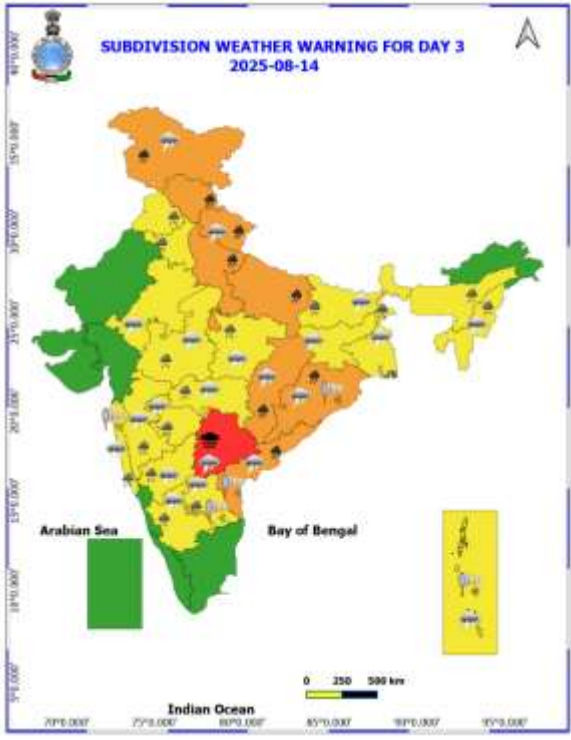 SUBDIVISION WEATHER WARNING FOR DAY 3
2025-08-14
Arabian Sea
Bay of Bengal
0 250 500 km
Indian Ocean
70°0.000' 75°0.000' 80°0.000' 85°0.000' 90°0.000' 95°0.000'